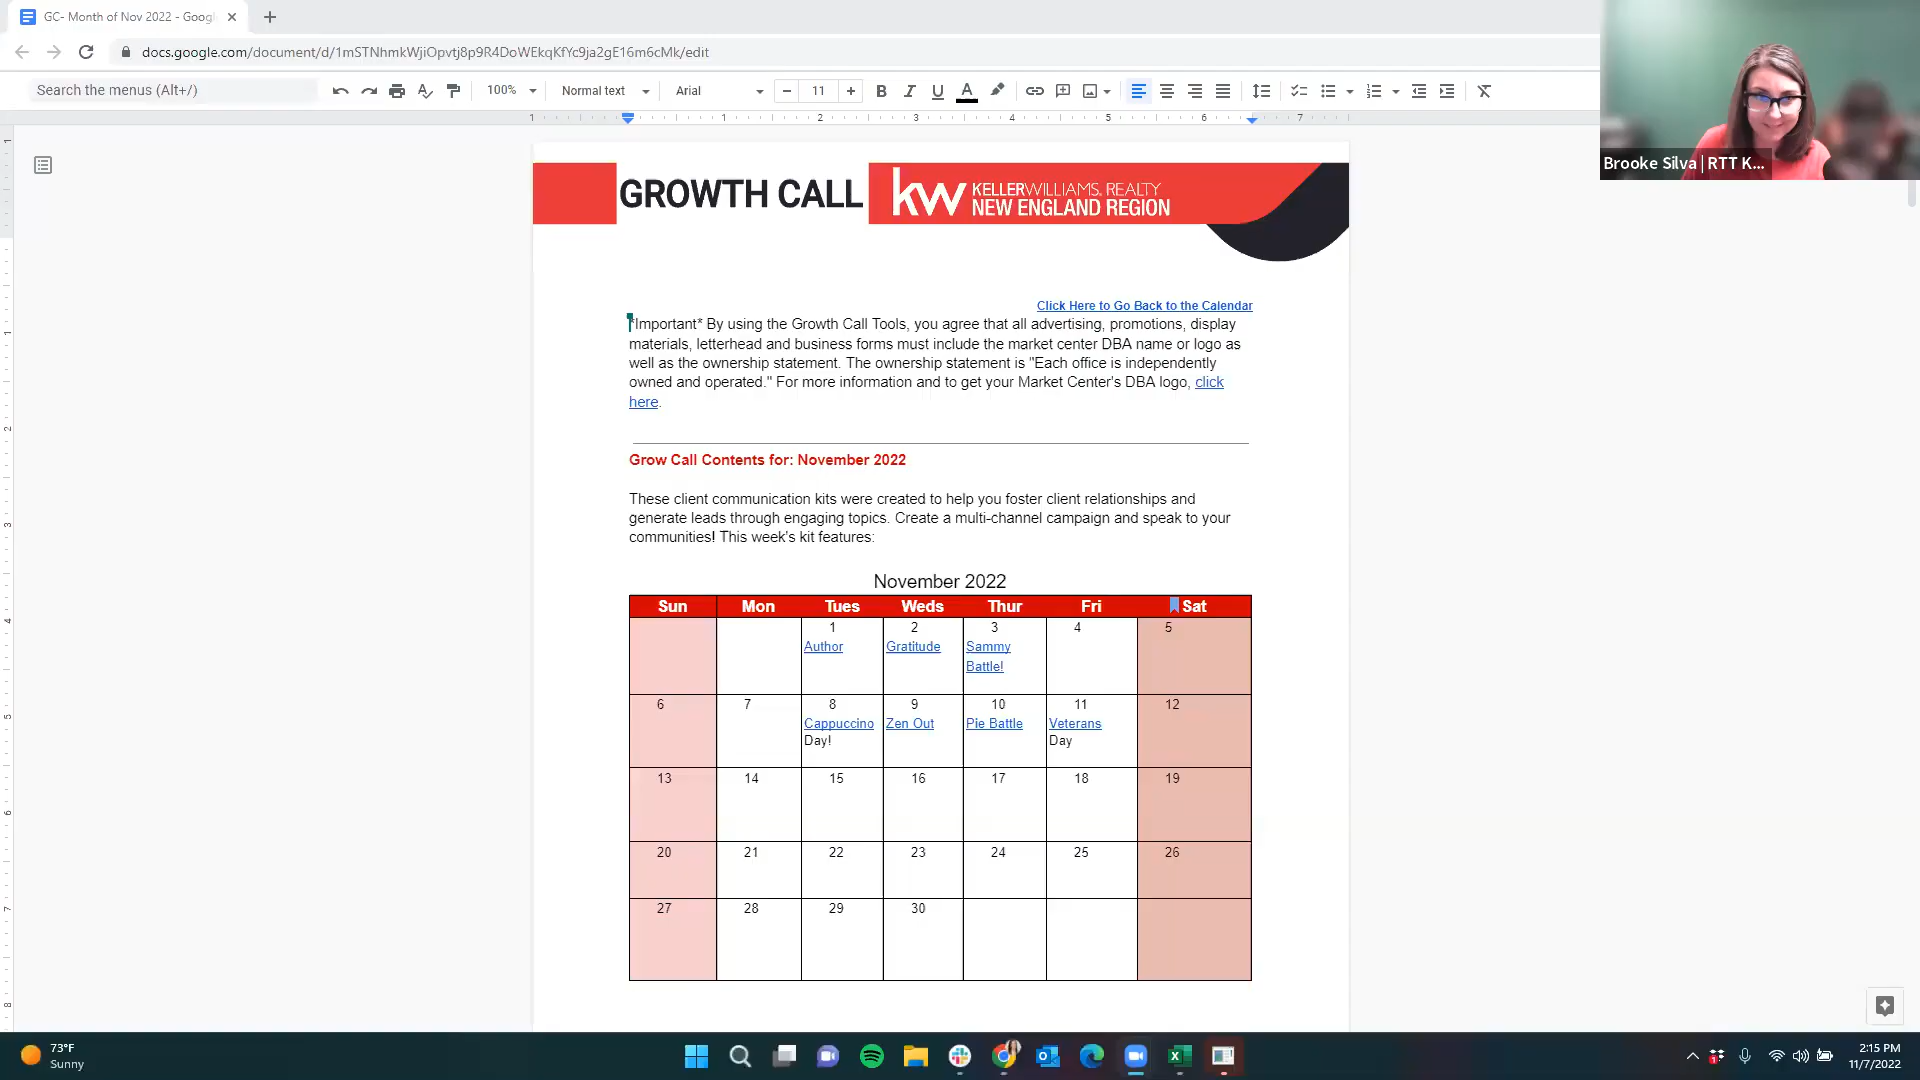 GC- Month of Nov 2022 - Goog
docs.google.com/document/d/1mSTNhmkWjiOpvtj8p9R4DoWEkqKfYc9ja2gE16m6cMk/edit
Search the menus (Alt+/)
100%
Normal text
Arial
11
B I U A
1 1 2 3 4 5 6 7
Brooke Silva | RTT K...
GROWTH CALL
kw KELLERWILLIAMS. REALTY
NEW ENGLAND REGION
Click Here to Go Back to the Calendar
*Important* By using the Growth Call Tools, you agree that all advertising, promotions, display
materials, letterhead and business forms must include the market center DBA name or logo as
well as the ownership statement. The ownership statement is "Each office is independently
owned and operated." For more information and to get your Market Center's DBA logo, click
here.
Grow Call Contents for: November 2022
These client communication kits were created to help you foster client relationships and
generate leads through engaging topics. Create a multi-channel campaign and speak to your
communities! This week's kit features:
November 2022
Sun Mon Tues Weds Thur Fri Sat
1 2 3 4 5
Author Gratitude Sammy
Battle!
6 7 8 9 10 11 12
Cappuccino Zen Out Pie Battle Veterans
Day! Day
13 14 15 16 17 18 19
20 21 22 23 24 25 26
27 28 29 30
73°F
Sunny
2:15 PM
11/7/2022